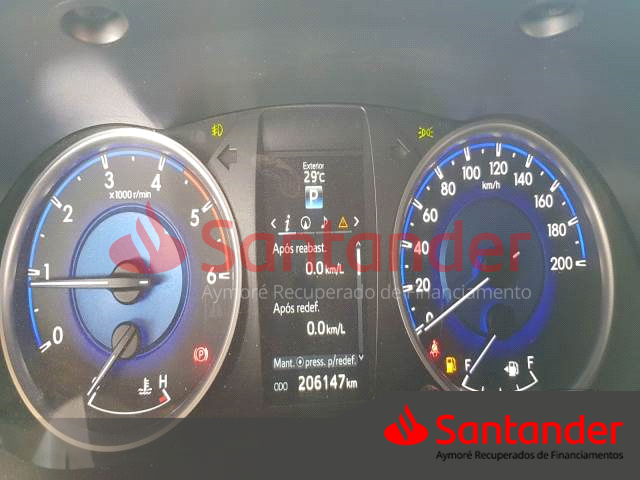 Exterior
29°C
P
Após reabast.
0.0 km/L
Após redef.
0.0 km/L
Mant. ⦿ press. p/redef.
ODO 206147 km
0 1 2 3 4 5 6
x1000 r/min
H
0 20 40 60 80 100 120 140 160 180 200
km/h
F F
Santander
Aymoré Recuperado de Financiamento
Santander
Aymoré Recuperados de Financiamentos